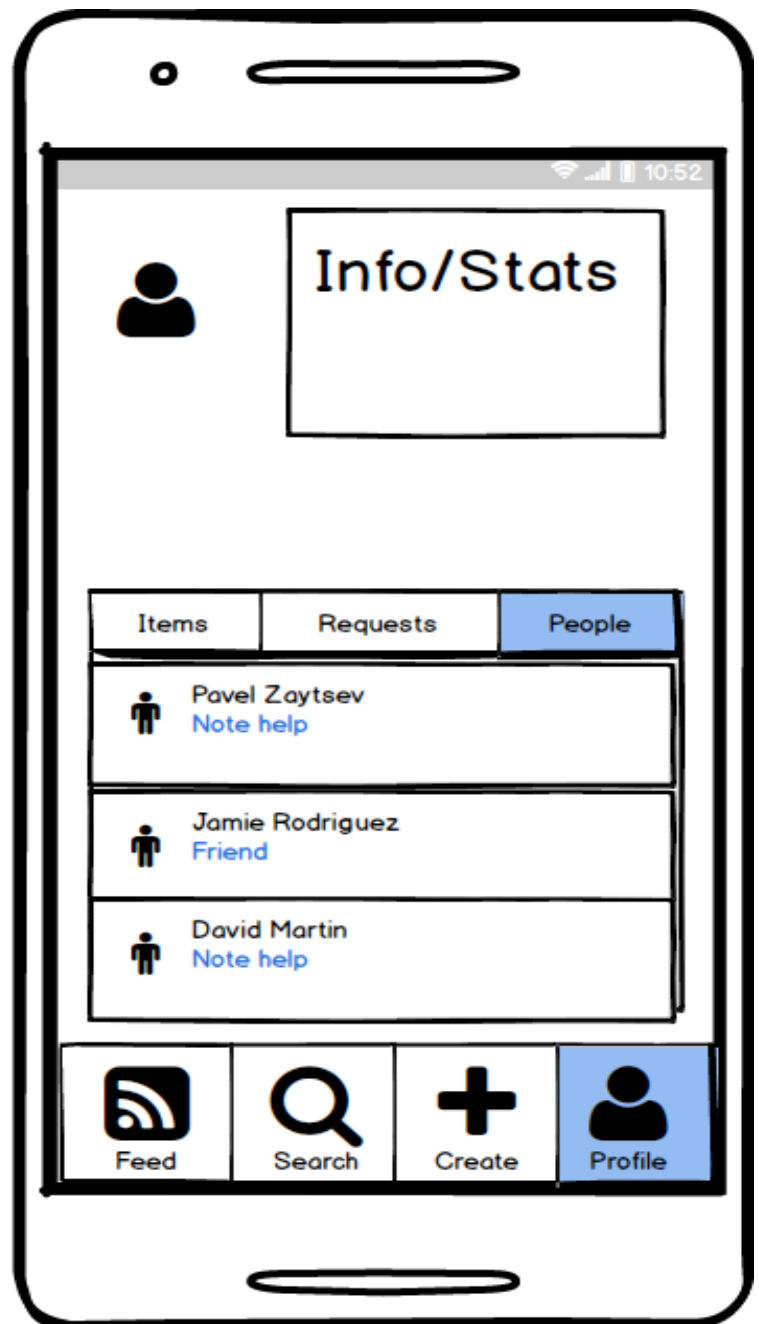 10:52
Info/Stats
Items Requests People
Pavel Zaytsev
Note help
Jamie Rodriguez
Friend
David Martin
Note help
Feed Search Create Profile